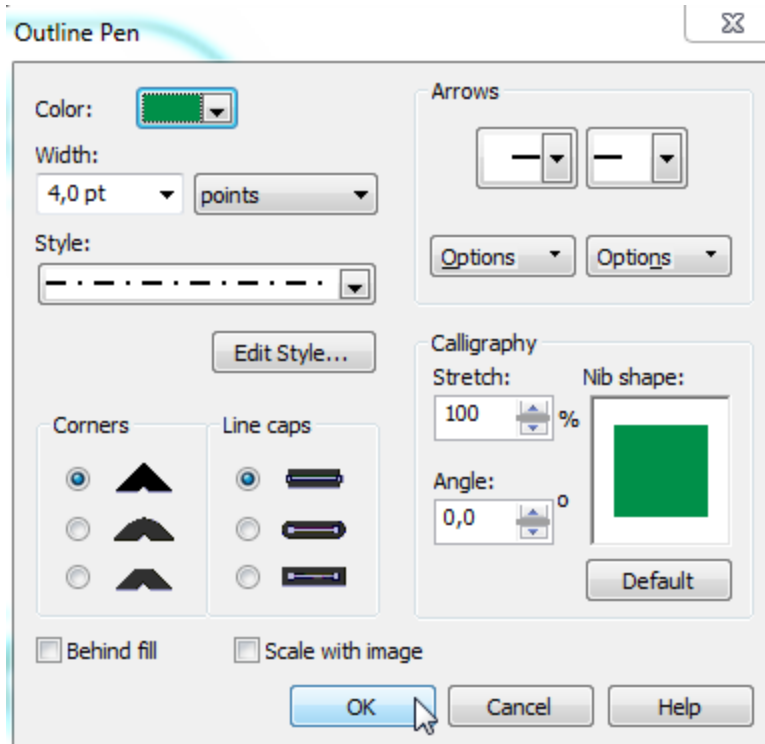 Outline Pen
Color:
Width:
4,0 pt
points
Style:
Edit Style...
Corners
Line caps
Arrows
Options
Options
Calligraphy
Stretch:
100
%
Angle:
0,0
o
Nib shape:
Default
Behind fill
Scale with image
OK
Cancel
Help